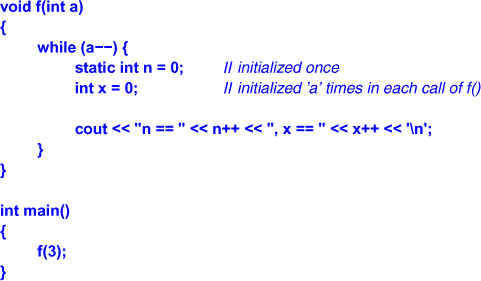 void f(int a)
{
while (a−−) {
static int n = 0; // initialized once
int x = 0; // initialized 'a' times in each call of f()
cout << "n == " << n++ << ", x == " << x++ << '\n';
}
}
int main()
{
f(3);
}